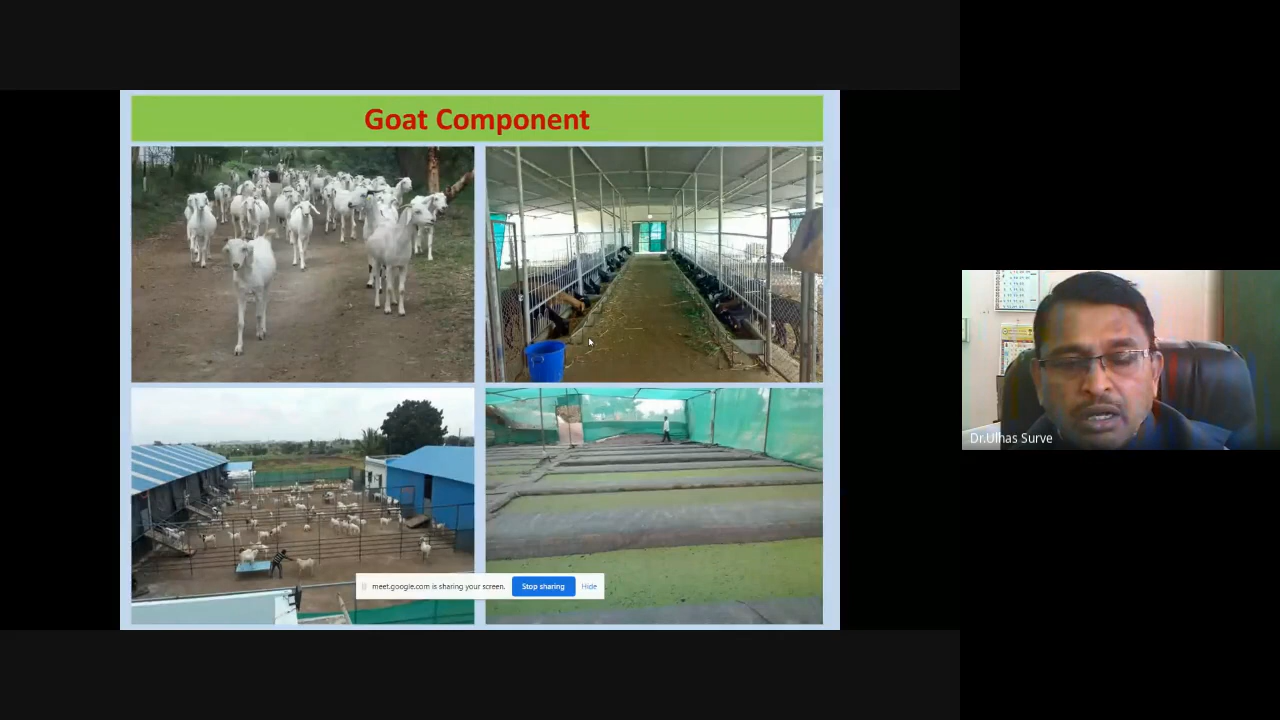 Goat Component
meet.google.com is sharing your screen.
Stop sharing
Hide
Dr.Ulhas Surve